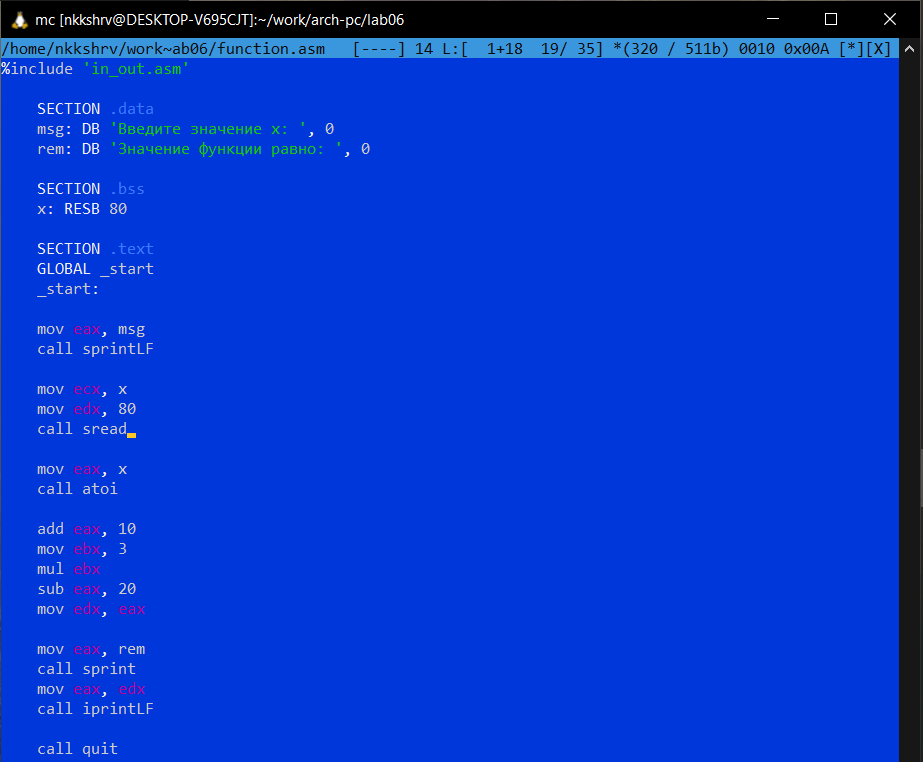 mc [nkkshrv@DESKTOP-V695CJT]:~/work/arch-pc/lab06
/home/nkkshrv/work~ab06/function.asm   [----] 14 L:[  1+18  19/ 35] *(320 / 511b) 0010 0x00A [*][X]
%include 'in_out.asm'
SECTION .data
msg: DB 'Введите значение x: ', 0
rem: DB 'Значение функции равно: ', 0
SECTION .bss
x: RESB 80
SECTION .text
GLOBAL _start
_start:
mov eax, msg
call sprintLF
mov ecx, x
mov edx, 80
call sread
mov eax, x
call atoi
add eax, 10
mov ebx, 3
mul ebx
sub eax, 20
mov edx, eax
mov eax, rem
call sprint
mov eax, edx
call iprintLF
call quit